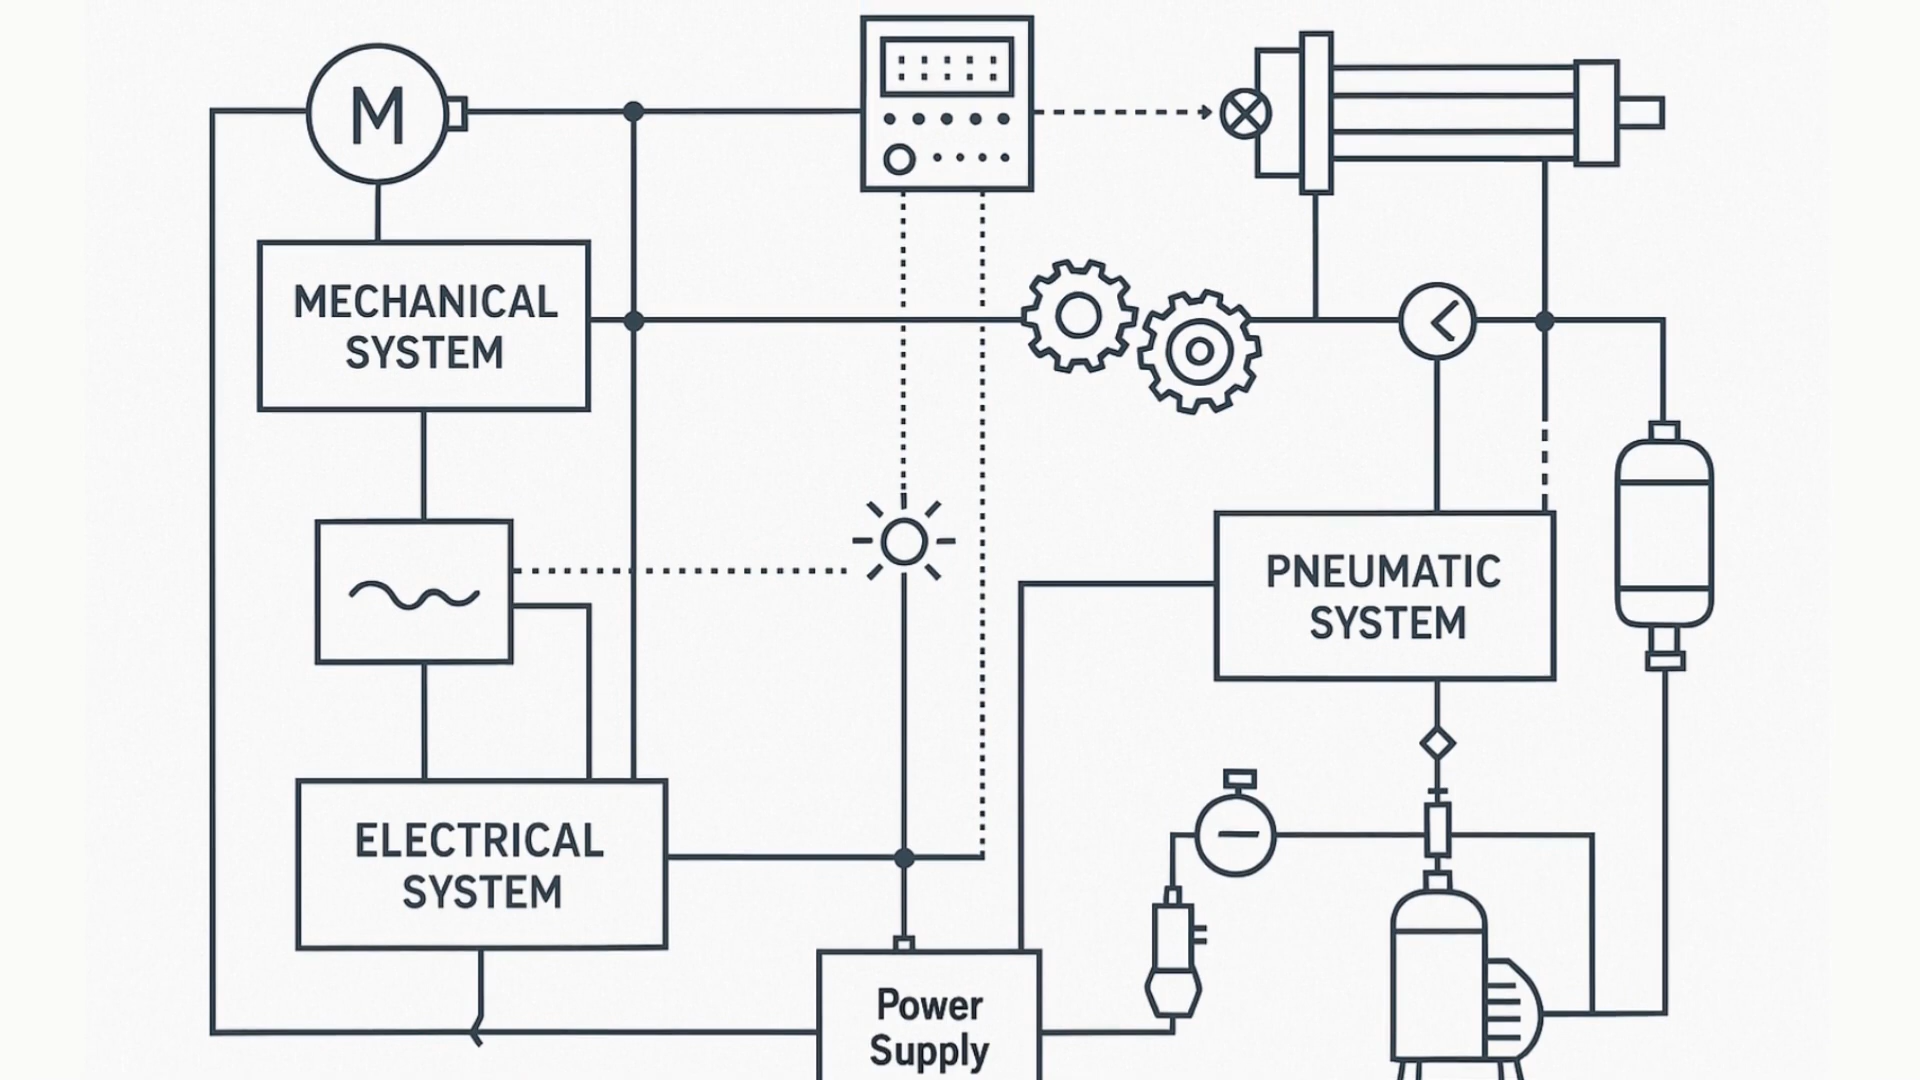 M
MECHANICAL
SYSTEM
PNEUMATIC
SYSTEM
ELECTRICAL
SYSTEM
Power
Supply